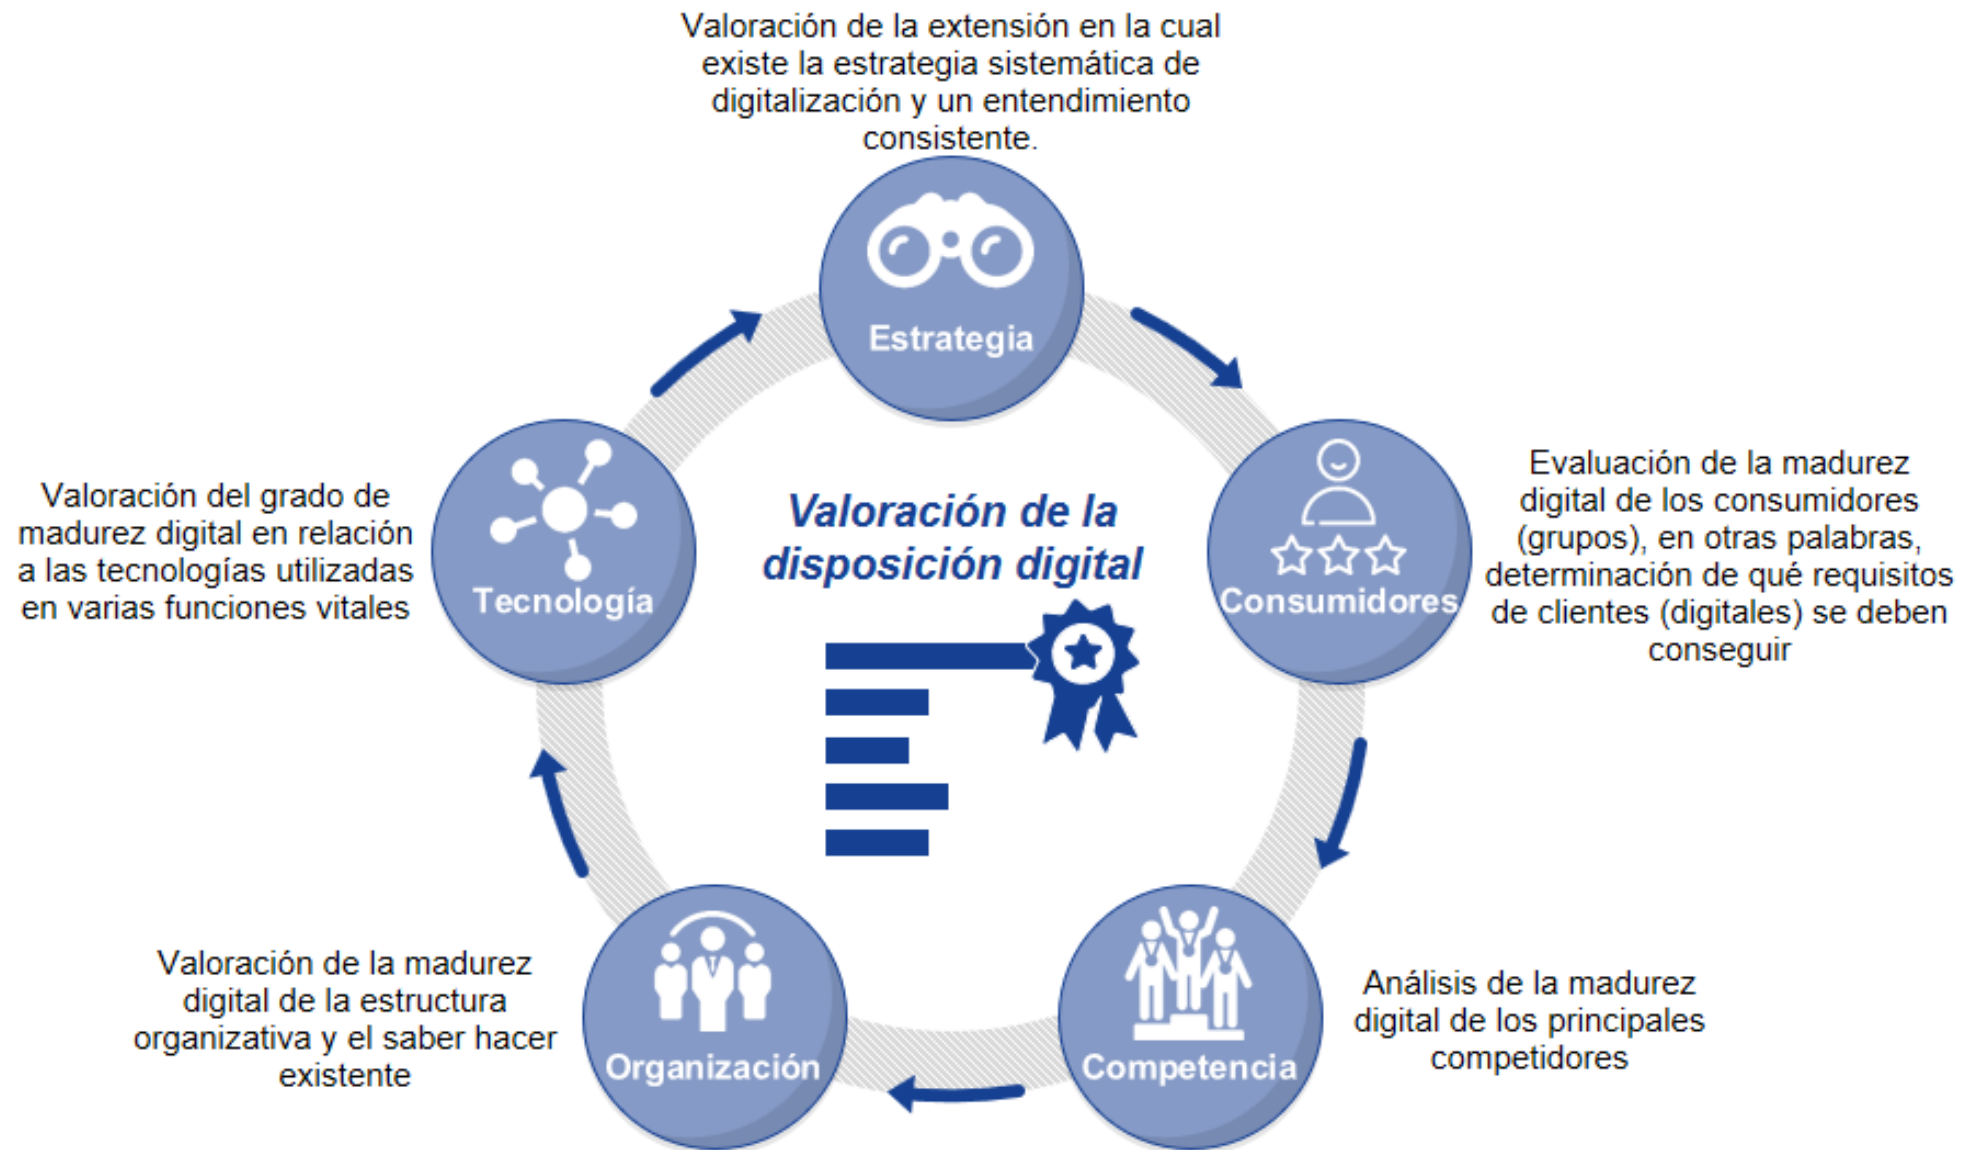 Valoración de la extensión en la cual
existe la estrategia sistemática de
digitalización y un entendimiento
consistente.
Estrategia
Valoración de la
disposición digital
Consumidores
Evaluación de la madurez
digital de los consumidores
(grupos), en otras palabras,
determinación de qué requisitos
de clientes (digitales) se deben
conseguir
Competencia
Análisis de la madurez
digital de los principales
competidores
Organización
Valoración de la madurez
digital de la estructura
organizativa y el saber hacer
existente
Tecnología
Valoración del grado de
madurez digital en relación
a las tecnologías utilizadas
en varias funciones vitales